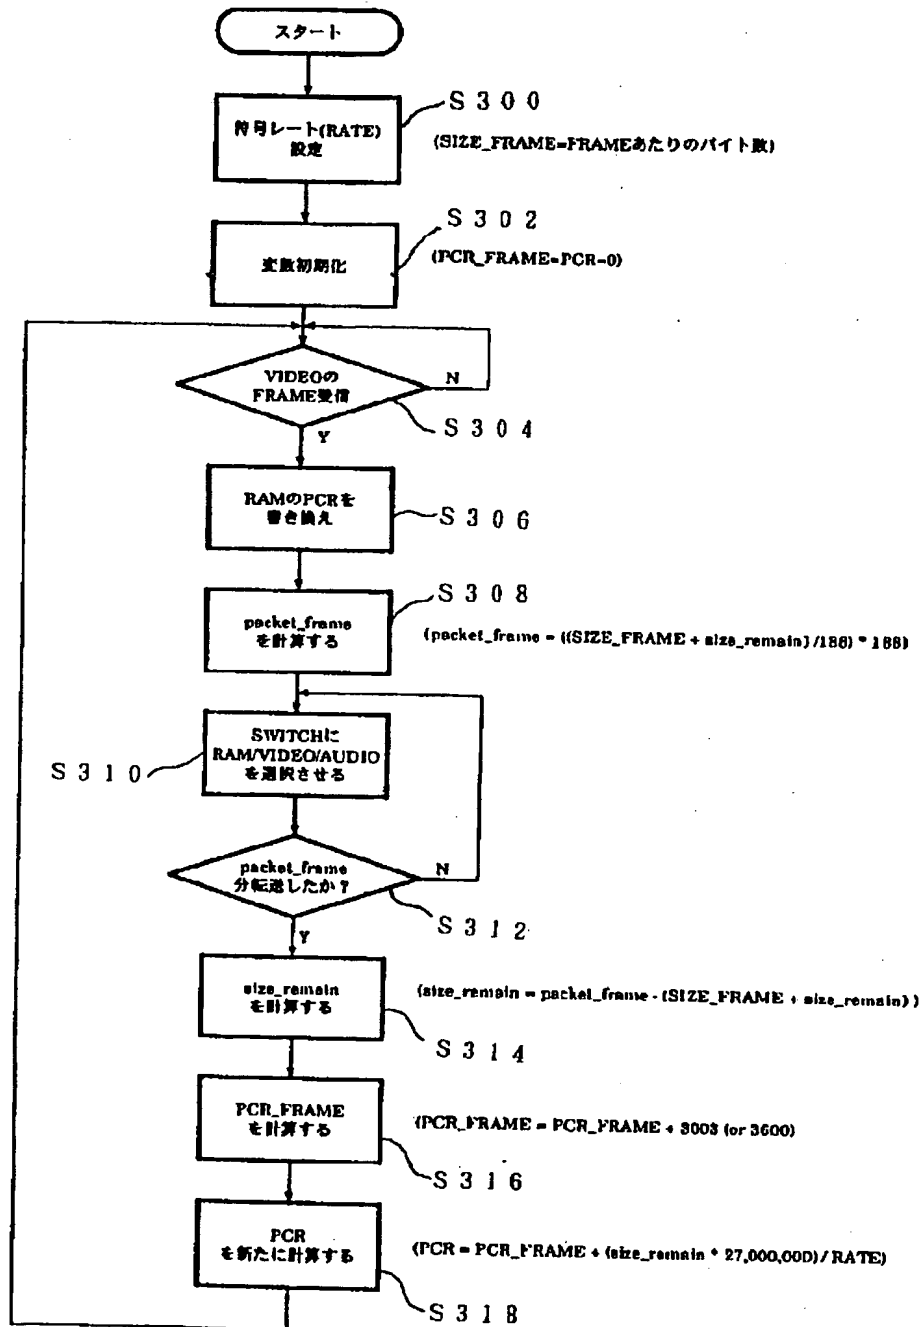 スタート
符号レート(RATE)
設定
S300
(SIZE_FRAME=FRAMEあたりのバイト数)
変数初期化
S302
(PCR_FRAME=PCR=0)
VIDEOの
FRAME受信
N
S304
Y
RAMのPCRを
書き換え
S306
packet_frame
を計算する
S308
(packet_frame = ((SIZE_FRAME + size_remain)/188) * 188)
SWITCHに
RAM/VIDEO/AUDIO
を選択させる
S310
packet_frame
分転送したか?
N
S312
Y
size_remain
を計算する
(size_remain = packet_frame - (SIZE_FRAME + size_remain))
S314
PCR_FRAME
を計算する
(PCR_FRAME = PCR_FRAME + 3003 (or 3600)
S316
PCR
を新たに計算する
(PCR = PCR_FRAME + (size_remain * 27,000,000)/RATE)
S318